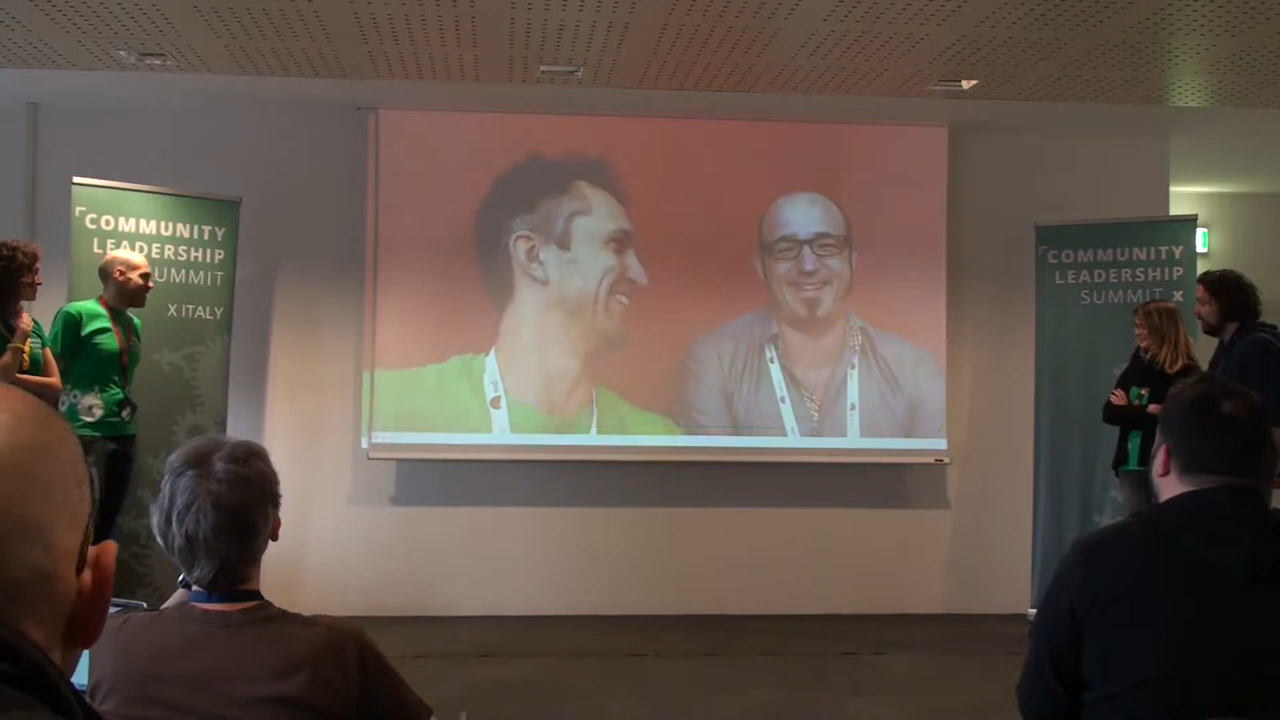 COMMUNITY
LEADERSHIP
SUMMIT
X ITALY
COMMUNITY
LEADERSHIP
SUMMIT X